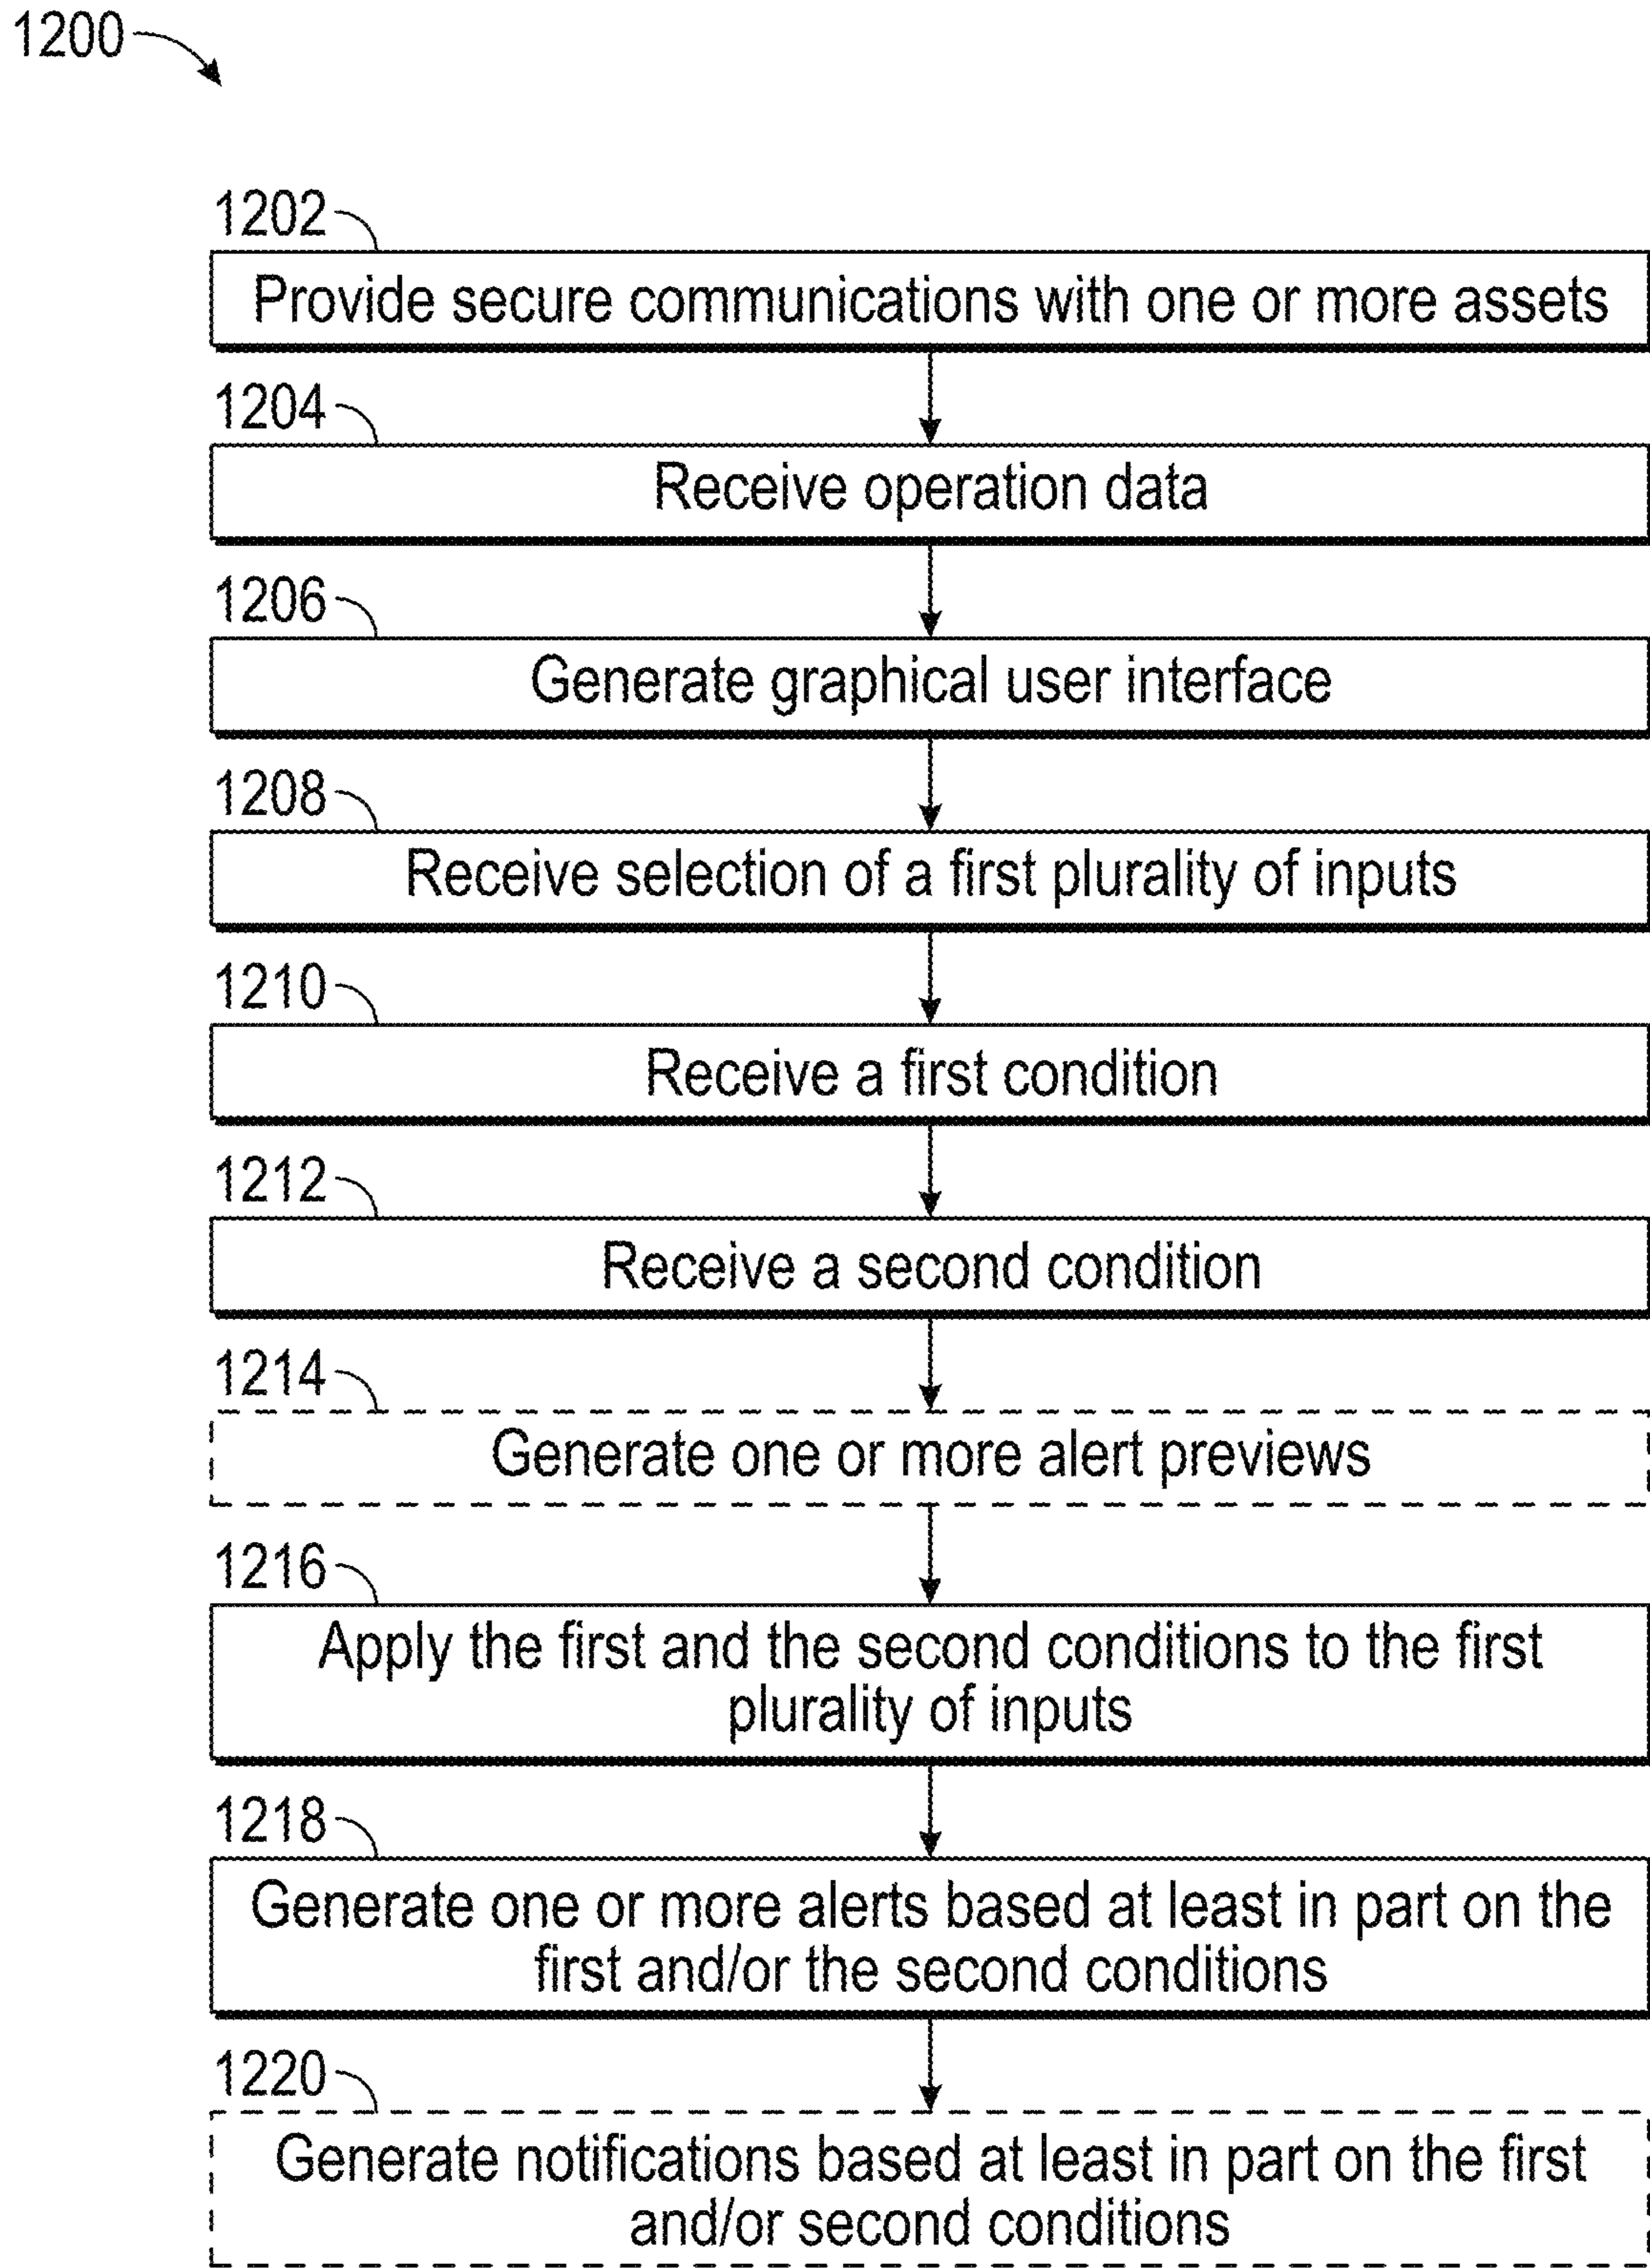 1200
1202
Provide secure communications with one or more assets
1204
Receive operation data
1206
Generate graphical user interface
1208
Receive selection of a first plurality of inputs
1210
Receive a first condition
1212
Receive a second condition
1214
Generate one or more alert previews
1216
Apply the first and the second conditions to the first
plurality of inputs
1218
Generate one or more alerts based at least in part on the
first and/or the second conditions
1220
Generate notifications based at least in part on the first
and/or second conditions